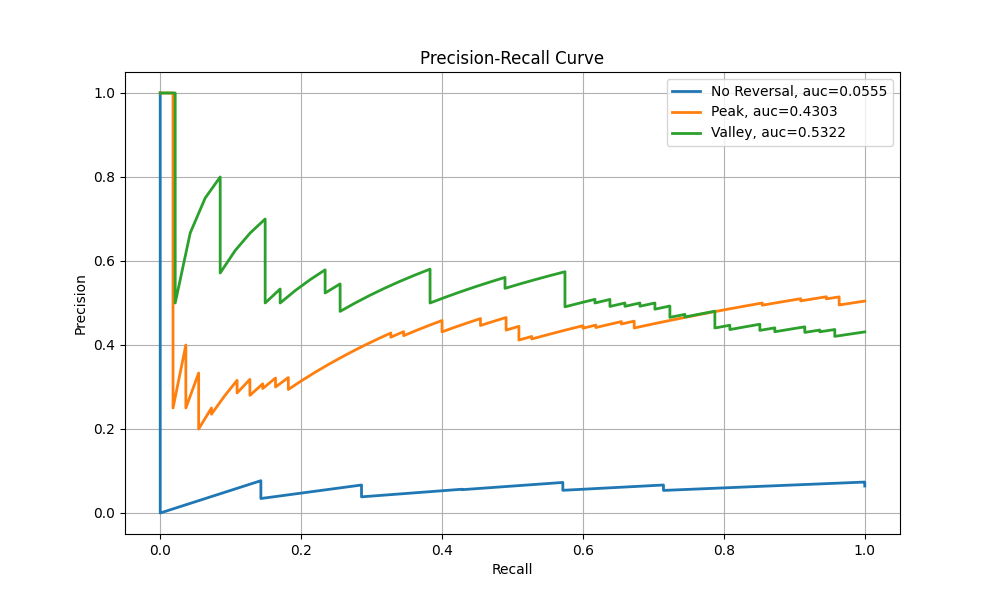 Precision-Recall Curve
No Reversal, auc=0.0555
Peak, auc=0.4303
Valley, auc=0.5322
1.0
0.8
0.6
0.4
0.2
0.0
Precision
0.0 0.2 0.4 0.6 0.8 1.0
Recall